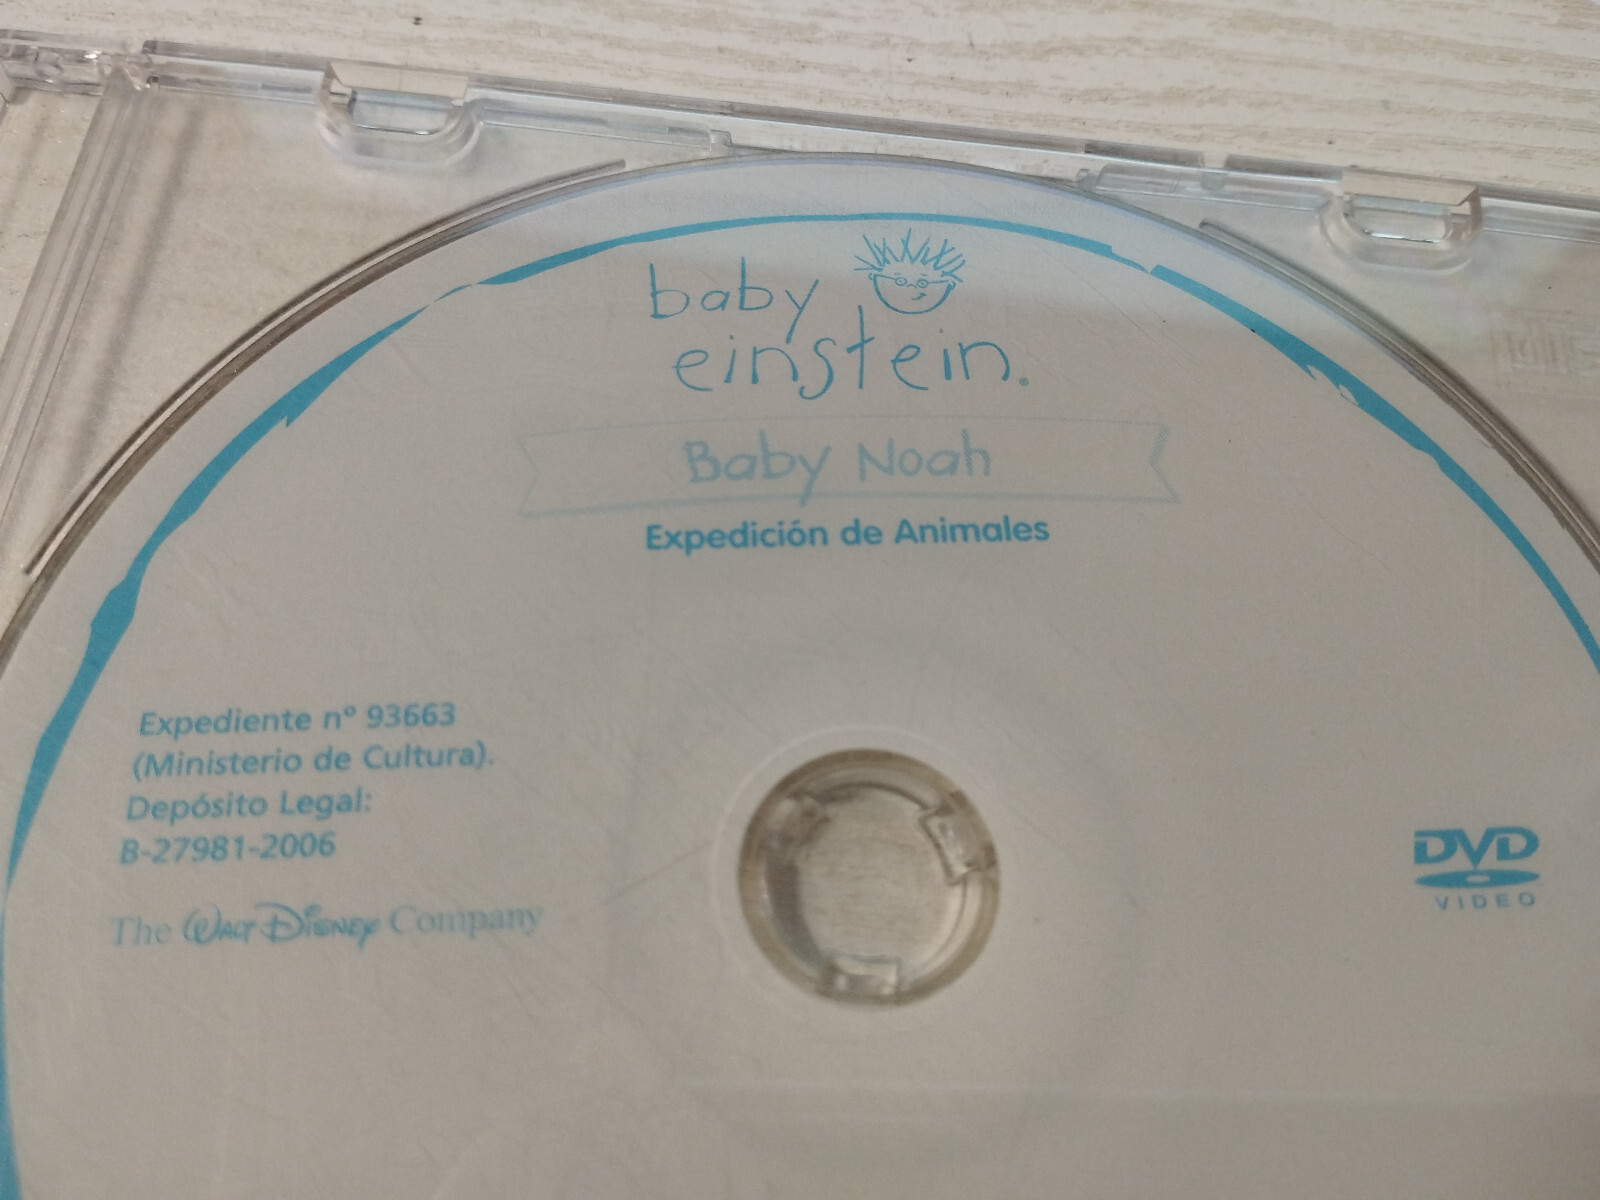 baby
einstein.
Baby Noah
Expedición de Animales
Expediente nº 93663
(Ministerio de Cultura).
Depósito Legal:
B-27981-2006
The Walt Disney Company
DVD
VIDEO